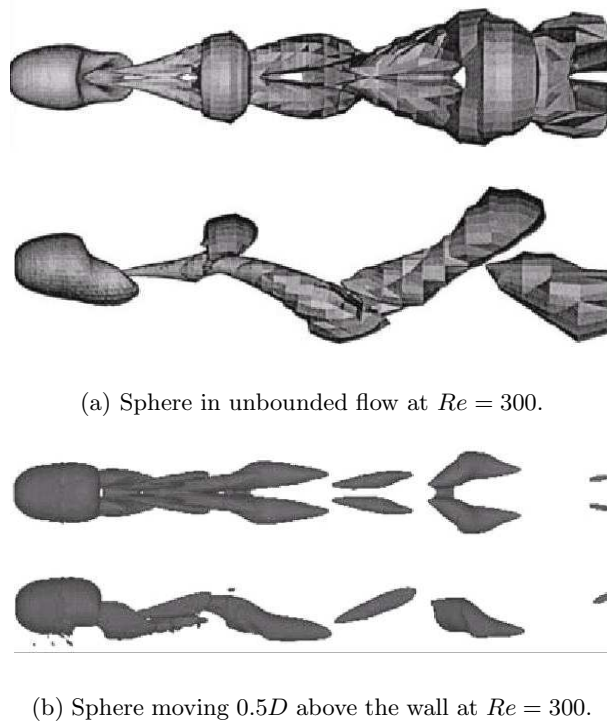 (a) Sphere in unbounded flow at Re = 300.
(b) Sphere moving 0.5D above the wall at Re = 300.